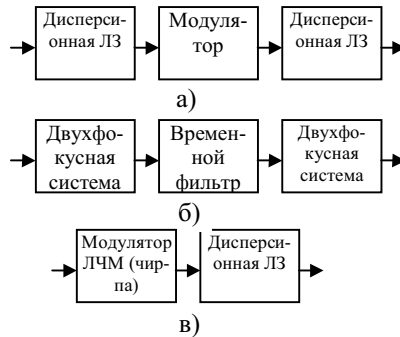 Дисперси-
онная ЛЗ
Модуля-
тор
Дисперси-
онная ЛЗ
а)
Двухфо-
кусная
система
Времен-
ной
фильтр
Двухфо-
кусная
система
б)
Модулятор
ЛЧМ (чир-
па)
Дисперси-
онная ЛЗ
в)